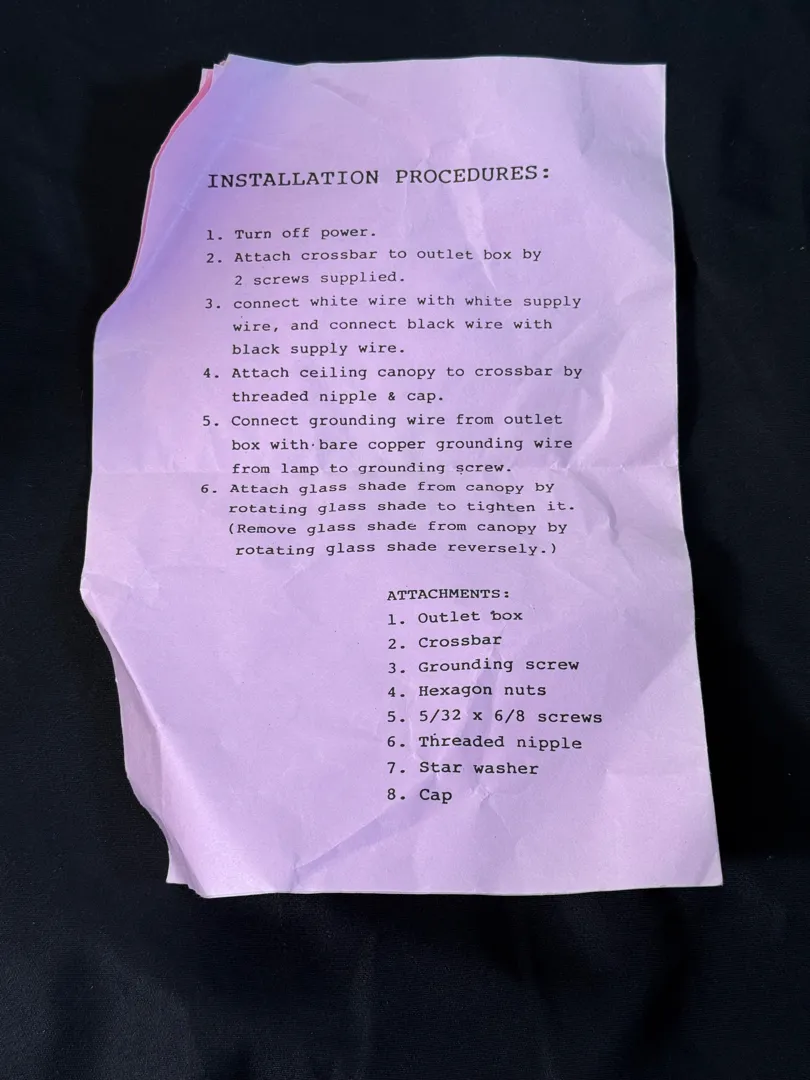 INSTALLATION PROCEDURES:
1. Turn off power.
2. Attach crossbar to outlet box by
2 screws supplied.
3. connect white wire with white supply
wire, and connect black wire with
black supply wire.
4. Attach ceiling canopy to crossbar by
threaded nipple & cap.
5. Connect grounding wire from outlet
box with bare copper grounding wire
from lamp to grounding screw.
6. Attach glass shade from canopy by
rotating glass shade to tighten it.
(Remove glass shade from canopy by
rotating glass shade reversely.)
ATTACHMENTS:
1. Outlet box
2. Crossbar
3. Grounding screw
4. Hexagon nuts
5. 5/32 x 6/8 screws
6. Threaded nipple
7. Star washer
8. Cap